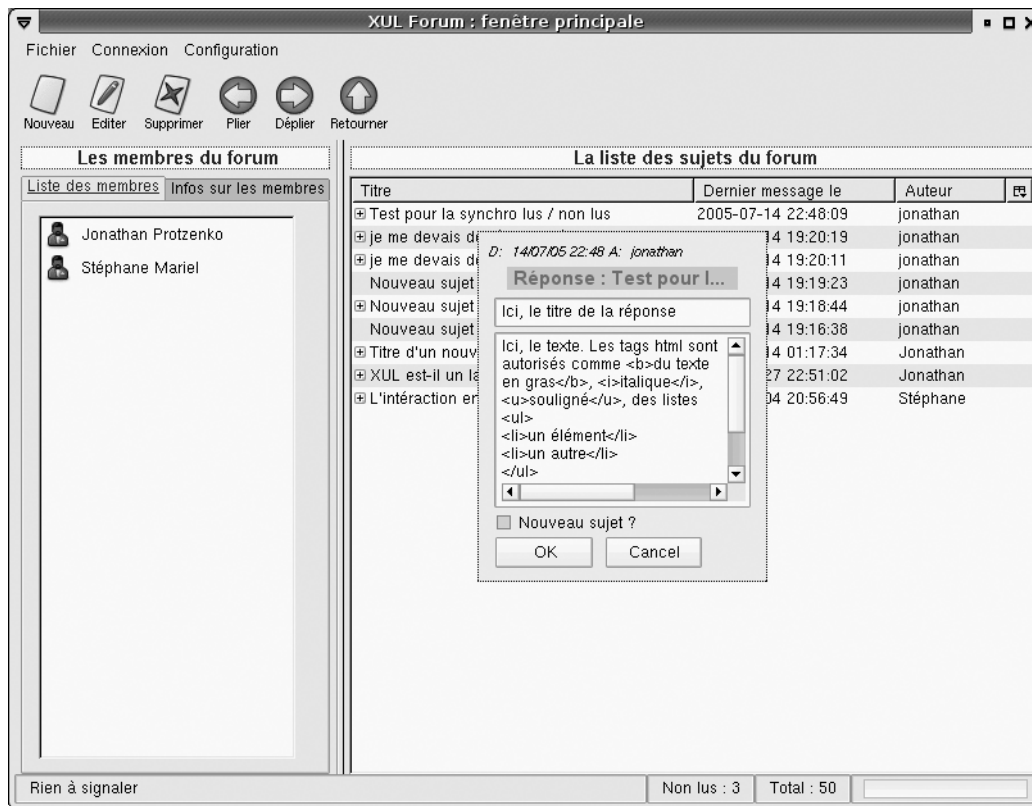 XUL Forum : fenêtre principale
Fichier Connexion Configuration
Nouveau Editer Supprimer Plier Déplier Retourner
Les membres du forum
Liste des membres Infos sur les membres
Jonathan Protzenko
Stéphane Mariel
La liste des sujets du forum
Titre Dernier message le Auteur
Test pour la synchro lus / non lus 2005-07-14 22:48:09 jonathan
je me devais d 14 19:20:19 jonathan
je me devais d 14 19:20:11 jonathan
Nouveau sujet 14 19:19:23 jonathan
Nouveau sujet 14 19:18:44 jonathan
Nouveau sujet 14 19:16:38 jonathan
Titre d'un nouv 14 01:17:34 Jonathan
XUL est-il un la 27 22:51:02 Jonathan
L'intéraction en 04 20:56:49 Stéphane
D: 14/07/05 22:48 A: jonathan
Réponse : Test pour l...
Ici, le titre de la réponse
Ici, le texte. Les tags html sont
autorisés comme <b>du texte
en gras</b>, <i>italique</i>,
<u>souligné</u>, des listes
<ul>
<li>un élément</li>
<li>un autre</li>
</ul>
Nouveau sujet ?
OK Cancel
Rien à signaler Non lus : 3 Total : 50